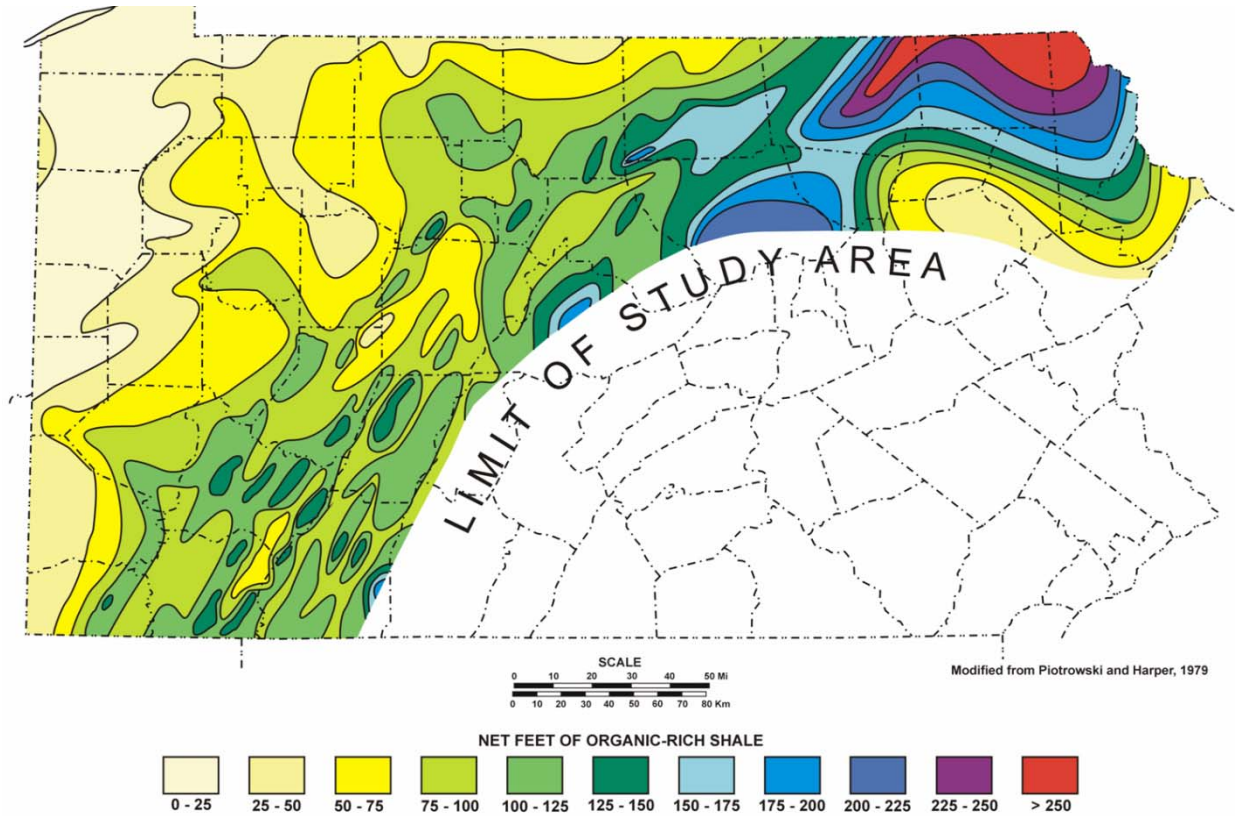 LIMIT OF STUDY AREA
SCALE
0 10 20 30 40 50 Mi
0 10 20 30 40 50 60 70 80 Km
Modified from Piotrowski and Harper, 1979
NET FEET OF ORGANIC-RICH SHALE
0 - 25 25 - 50 50 - 75 75 - 100 100 - 125 125 - 150 150 - 175 175 - 200 200 - 225 225 - 250 > 250